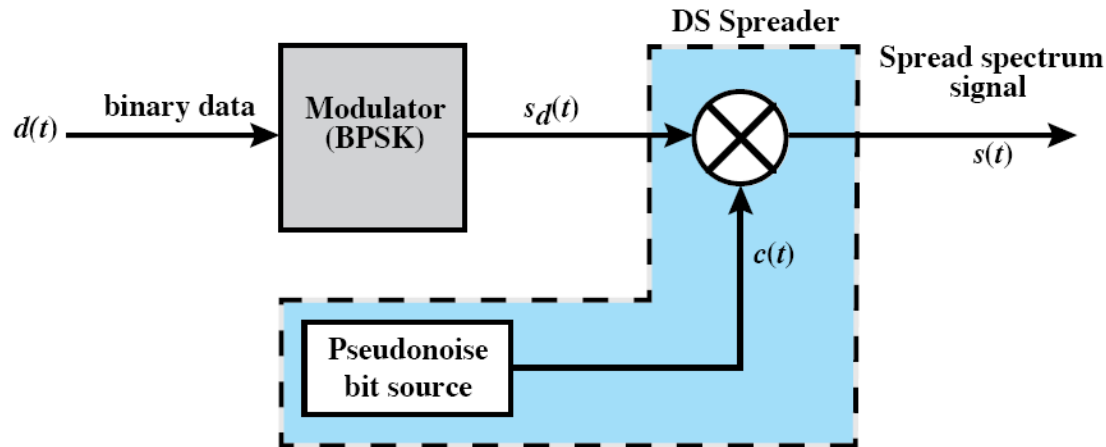 DS Spreader
Spread spectrum
signal
binary data
Modulator
(BPSK)
d(t)
s_d(t)
s(t)
c(t)
Pseudonoise
bit source